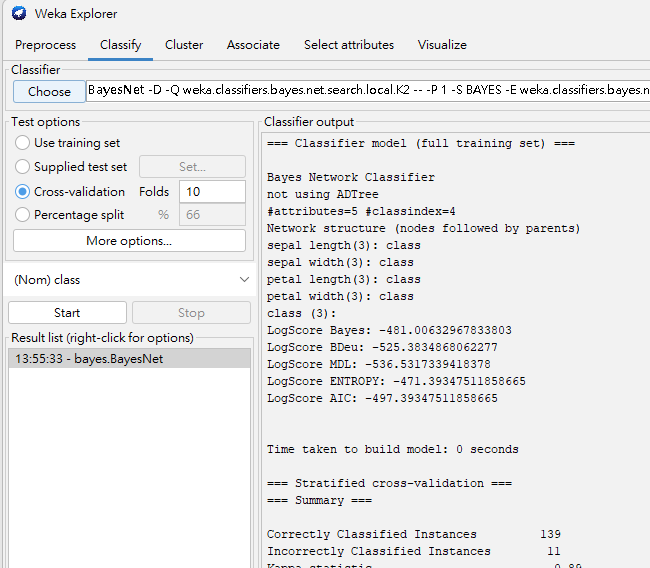 Weka Explorer
Preprocess Classify Cluster Associate Select attributes Visualize
Classifier
Choose BayesNet -D -Q weka.classifiers.bayes.net.search.local.K2 -- -P 1 -S BAYES -E weka.classifiers.bayes.n
Test options
Use training set
Supplied test set Set...
Cross-validation Folds 10
Percentage split % 66
More options...
(Nom) class
Start Stop
Result list (right-click for options)
13:55:33 - bayes.BayesNet
Classifier output
=== Classifier model (full training set) ===
Bayes Network Classifier
not using ADTree
#attributes=5 #classindex=4
Network structure (nodes followed by parents)
sepal length(3): class
sepal width(3): class
petal length(3): class
petal width(3): class
class (3):
LogScore Bayes: -481.00632967833803
LogScore BDeu: -525.3834868062277
LogScore MDL: -536.5317339418378
LogScore ENTROPY: -471.39347511858665
LogScore AIC: -497.39347511858665
Time taken to build model: 0 seconds
=== Stratified cross-validation ===
=== Summary ===
Correctly Classified Instances 139
Incorrectly Classified Instances 11
Kappa statistic 0.89